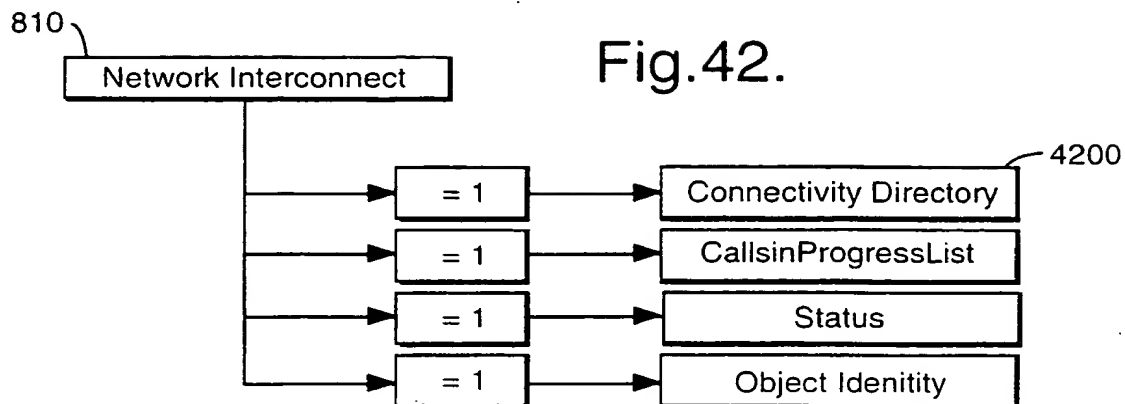 810
Network Interconnect
Fig.42.
4200
= 1
Connectivity Directory
= 1
CallsinProgressList
= 1
Status
= 1
Object Idenitity